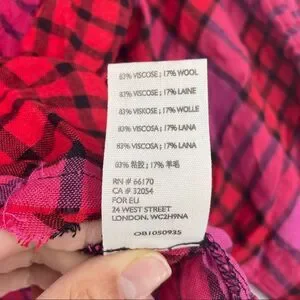 83% VISCOSE ; 17% WOOL
83% VISCOSE ; 17% LAINE
83% VISKOSE ; 17% WOLLE
83% VISCOSA ; 17% LANA
83% VISCOSA ; 17% LANA
83% 粘胶 ; 17% 羊毛
RN # 66170
CA # 32054
FOR EU
24 WEST STREET
LONDON, WC2H9NA
OB1050935